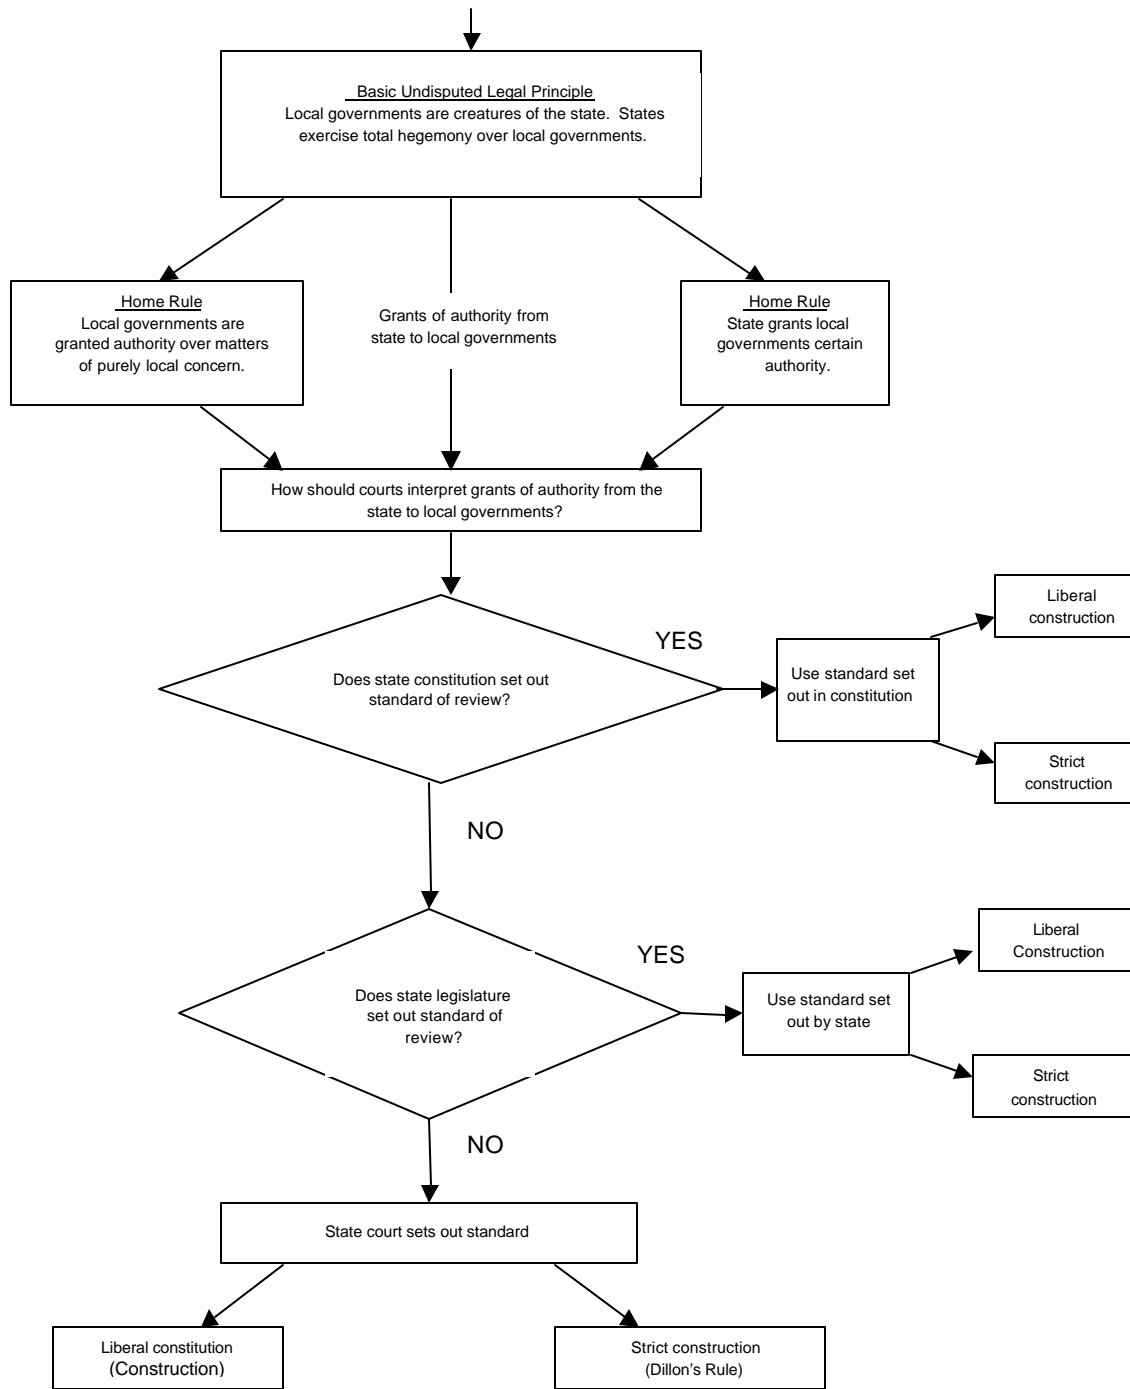 Basic Undisputed Legal Principle
Local governments are creatures of the state.  States
exercise total hegemony over local governments.
Home Rule
Local governments are
granted authority over matters
of purely local concern.
Grants of authority from
state to local governments
Home Rule
State grants local
governments certain
authority.
How should courts interpret grants of authority from the
state to local governments?
Does state constitution set out
standard of review?
YES
Use standard set
out in constitution
Liberal
construction
Strict
construction
NO
Does state legislature
set out standard of
review?
YES
Use standard set
out by state
Liberal
Construction
Strict
construction
NO
State court sets out standard
Liberal constitution
(Construction)
Strict construction
(Dillon's Rule)